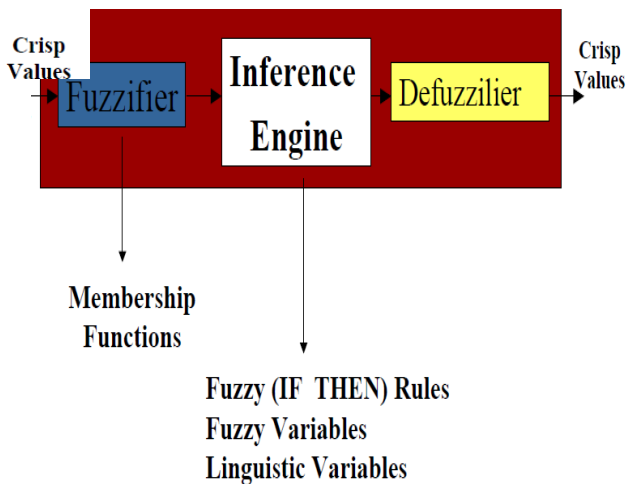 Crisp
Values
Fuzzifier
Inference
Engine
Defuzzilier
Crisp
Values
Membership
Functions
Fuzzy (IF THEN) Rules
Fuzzy Variables
Linguistic Variables